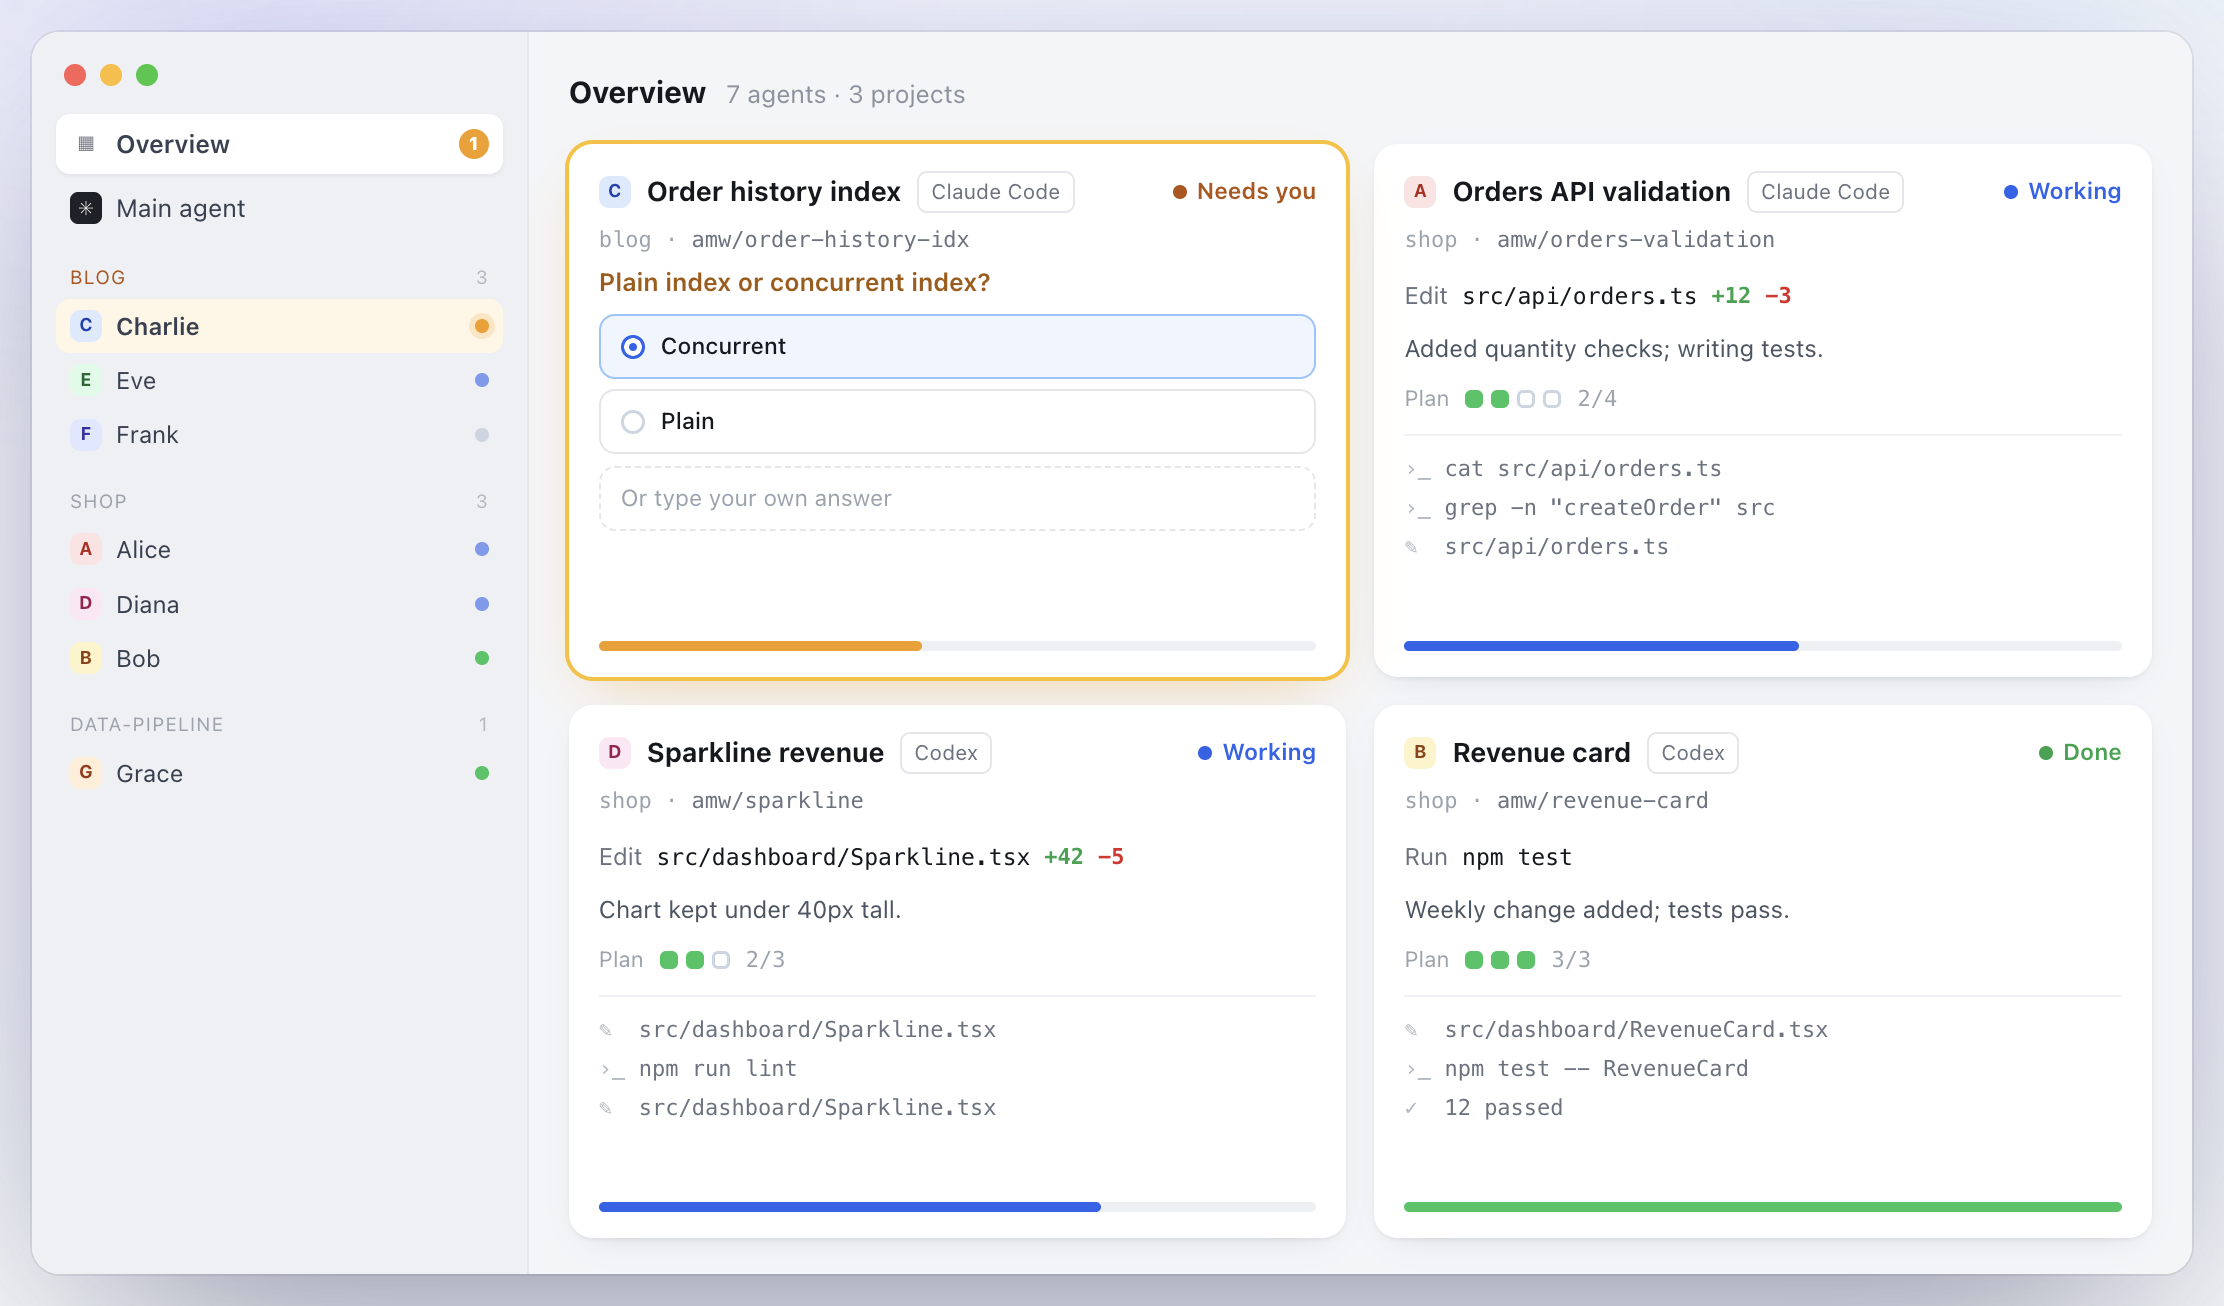 Overview 1
Main agent
BLOG 3
C Charlie
E Eve
F Frank
SHOP 3
A Alice
D Diana
B Bob
DATA-PIPELINE 1
G Grace
Overview 7 agents · 3 projects
C Order history index Claude Code Needs you
blog · amw/order-history-idx
Plain index or concurrent index?
Concurrent
Plain
Or type your own answer
A Orders API validation Claude Code Working
shop · amw/orders-validation
Edit src/api/orders.ts +12 −3
Added quantity checks; writing tests.
Plan 2/4
›_ cat src/api/orders.ts
›_ grep -n "createOrder" src
✎ src/api/orders.ts
D Sparkline revenue Codex Working
shop · amw/sparkline
Edit src/dashboard/Sparkline.tsx +42 −5
Chart kept under 40px tall.
Plan 2/3
✎ src/dashboard/Sparkline.tsx
›_ npm run lint
✎ src/dashboard/Sparkline.tsx
B Revenue card Codex Done
shop · amw/revenue-card
Run npm test
Weekly change added; tests pass.
Plan 3/3
✎ src/dashboard/RevenueCard.tsx
›_ npm test -- RevenueCard
✓ 12 passed